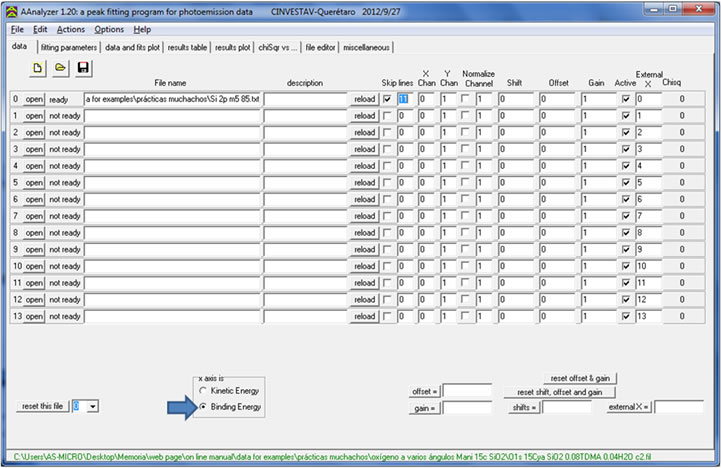 AAnalyzer 1.20: a peak fitting program for photoemission data CINVESTAV-Querétaro 2012/9/27
File Edit Actions Options Help
data fitting parameters data and fits plot results table results plot chiSqr vs ... file editor miscellaneous
File name description Skip lines X Chan Y Chan Normalize Channel Shift Offset Gain Active External X Chisq
0 open ready a for examples\prácticas muchachos\Si 2p m5 85.txt reload 11 0 1 1 0 0 1 0 0
1 open not ready reload 0 0 1 1 0 0 1 1 0
2 open not ready reload 0 0 1 1 0 0 1 2 0
3 open not ready reload 0 0 1 1 0 0 1 3 0
4 open not ready reload 0 0 1 1 0 0 1 4 0
5 open not ready reload 0 0 1 1 0 0 1 5 0
6 open not ready reload 0 0 1 1 0 0 1 6 0
7 open not ready reload 0 0 1 1 0 0 1 7 0
8 open not ready reload 0 0 1 1 0 0 1 8 0
9 open not ready reload 0 0 1 1 0 0 1 9 0
10 open not ready reload 0 0 1 1 0 0 1 10 0
11 open not ready reload 0 0 1 1 0 0 1 11 0
12 open not ready reload 0 0 1 1 0 0 1 12 0
13 open not ready reload 0 0 1 1 0 0 1 13 0
x axis is
Kinetic Energy
Binding Energy
reset this file 0
reset offset & gain
offset = reset shift, offset and gain
gain = shifts = external X =
C:\Users\AS-MICRO\Desktop\Memoria\web page\on line manual\data for examples\prácticas muchachos\oxígeno a varios ángulos Mani 15c SiO2\O1s 15Cya SiO2 0.08TDMA 0.04H2O c2.fil